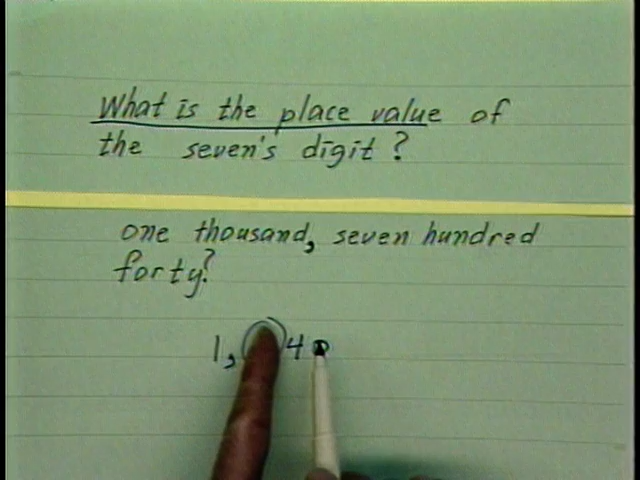 What is the place value of
the seven's digit?
one thousand, seven hundred
forty?
1, 4